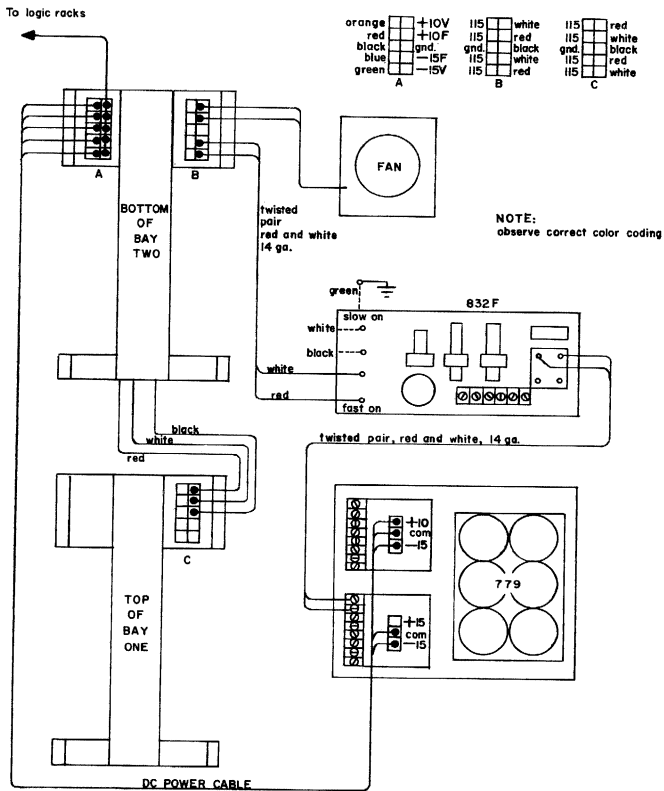 To logic racks
orange +10V
red +10F
black gnd.
blue -15F
green -15V
A
115 white
115 red
gnd. black
115 white
115 red
B
115 red
115 white
gnd. black
115 red
115 white
C
A
B
FAN
BOTTOM
OF
BAY
TWO
twisted
pair
red and white
14 ga.
NOTE:
observe correct color coding
green
832F
slow on
white
black
white
red
fast on
black
white
red
twisted pair, red and white, 14 ga.
C
+10
com
-15
779
+15
com
-15
TOP
OF
BAY
ONE
DC POWER CABLE